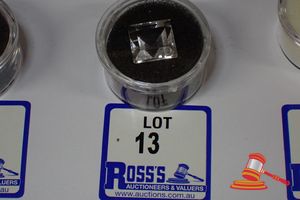 LOT
13
ROSS'S
AUCTIONEERS & VALUERS
www.auctions.com.au